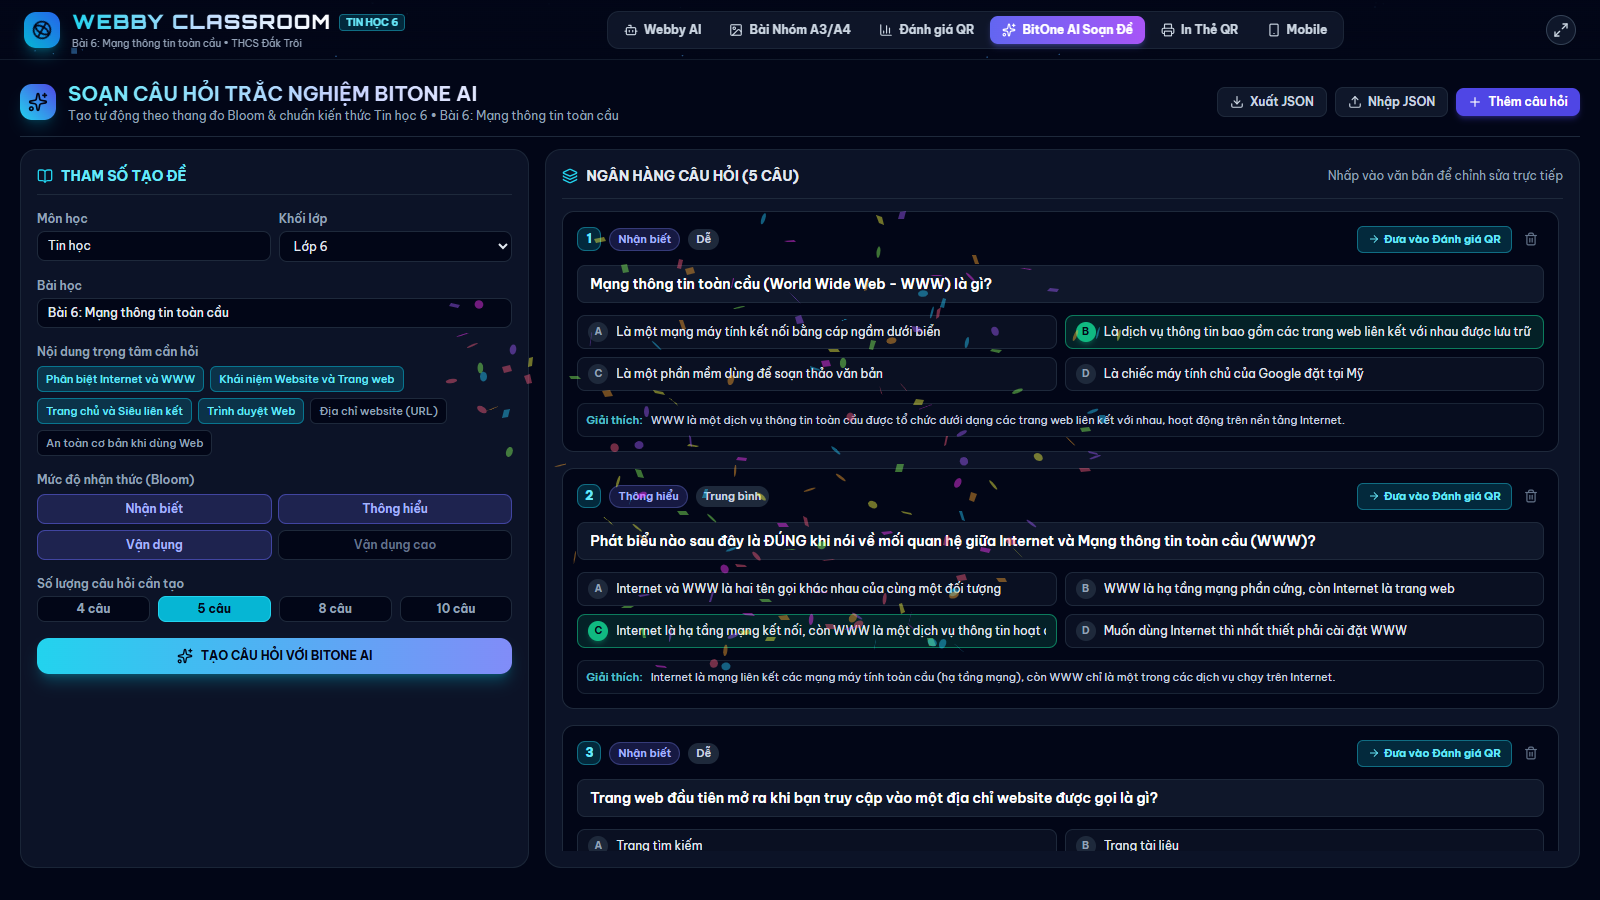 WEBBY CLASSROOM TIN HỌC 6
Bài 6: Mạng thông tin toàn cầu • THCS Đắk Trôi
Webby AI
Bài Nhóm A3/A4
Đánh giá QR
BitOne AI Soạn Đề
In Thẻ QR
Mobile
SOẠN CÂU HỎI TRẮC NGHIỆM BITONE AI
Tạo tự động theo thang đo Bloom & chuẩn kiến thức Tin học 6 • Bài 6: Mạng thông tin toàn cầu
Xuất JSON
Nhập JSON
Thêm câu hỏi
THAM SỐ TẠO ĐỀ
Môn học
Khối lớp
Tin học
Lớp 6
Bài học
Bài 6: Mạng thông tin toàn cầu
Nội dung trọng tâm cần hỏi
Phân biệt Internet và WWW
Khái niệm Website và Trang web
Trang chủ và Siêu liên kết
Trình duyệt Web
Địa chỉ website (URL)
An toàn cơ bản khi dùng Web
Mức độ nhận thức (Bloom)
Nhận biết
Thông hiểu
Vận dụng
Vận dụng cao
Số lượng câu hỏi cần tạo
4 câu
5 câu
8 câu
10 câu
TẠO CÂU HỎI VỚI BITONE AI
NGÂN HÀNG CÂU HỎI (5 CÂU)
Nhấp vào văn bản để chỉnh sửa trực tiếp
1 Nhận biết Dễ
Đưa vào Đánh giá QR
Mạng thông tin toàn cầu (World Wide Web - WWW) là gì?
A Là một mạng máy tính kết nối bằng cáp ngầm dưới biển
B Là dịch vụ thông tin bao gồm các trang web liên kết với nhau được lưu trữ
C Là một phần mềm dùng để soạn thảo văn bản
D Là chiếc máy tính chủ của Google đặt tại Mỹ
Giải thích: WWW là một dịch vụ thông tin toàn cầu được tổ chức dưới dạng các trang web liên kết với nhau, hoạt động trên nền tảng Internet.
2 Thông hiểu Trung bình
Đưa vào Đánh giá QR
Phát biểu nào sau đây là ĐÚNG khi nói về mối quan hệ giữa Internet và Mạng thông tin toàn cầu (WWW)?
A Internet và WWW là hai tên gọi khác nhau của cùng một đối tượng
B WWW là hạ tầng mạng phần cứng, còn Internet là trang web
C Internet là hạ tầng mạng kết nối, còn WWW là một dịch vụ thông tin hoạt
D Muốn dùng Internet thì nhất thiết phải cài đặt WWW
Giải thích: Internet là mạng liên kết các mạng máy tính toàn cầu (hạ tầng mạng), còn WWW chỉ là một trong các dịch vụ chạy trên Internet.
3 Nhận biết Dễ
Đưa vào Đánh giá QR
Trang web đầu tiên mở ra khi bạn truy cập vào một địa chỉ website được gọi là gì?
A Trang tìm kiếm
B Trang tài liệu